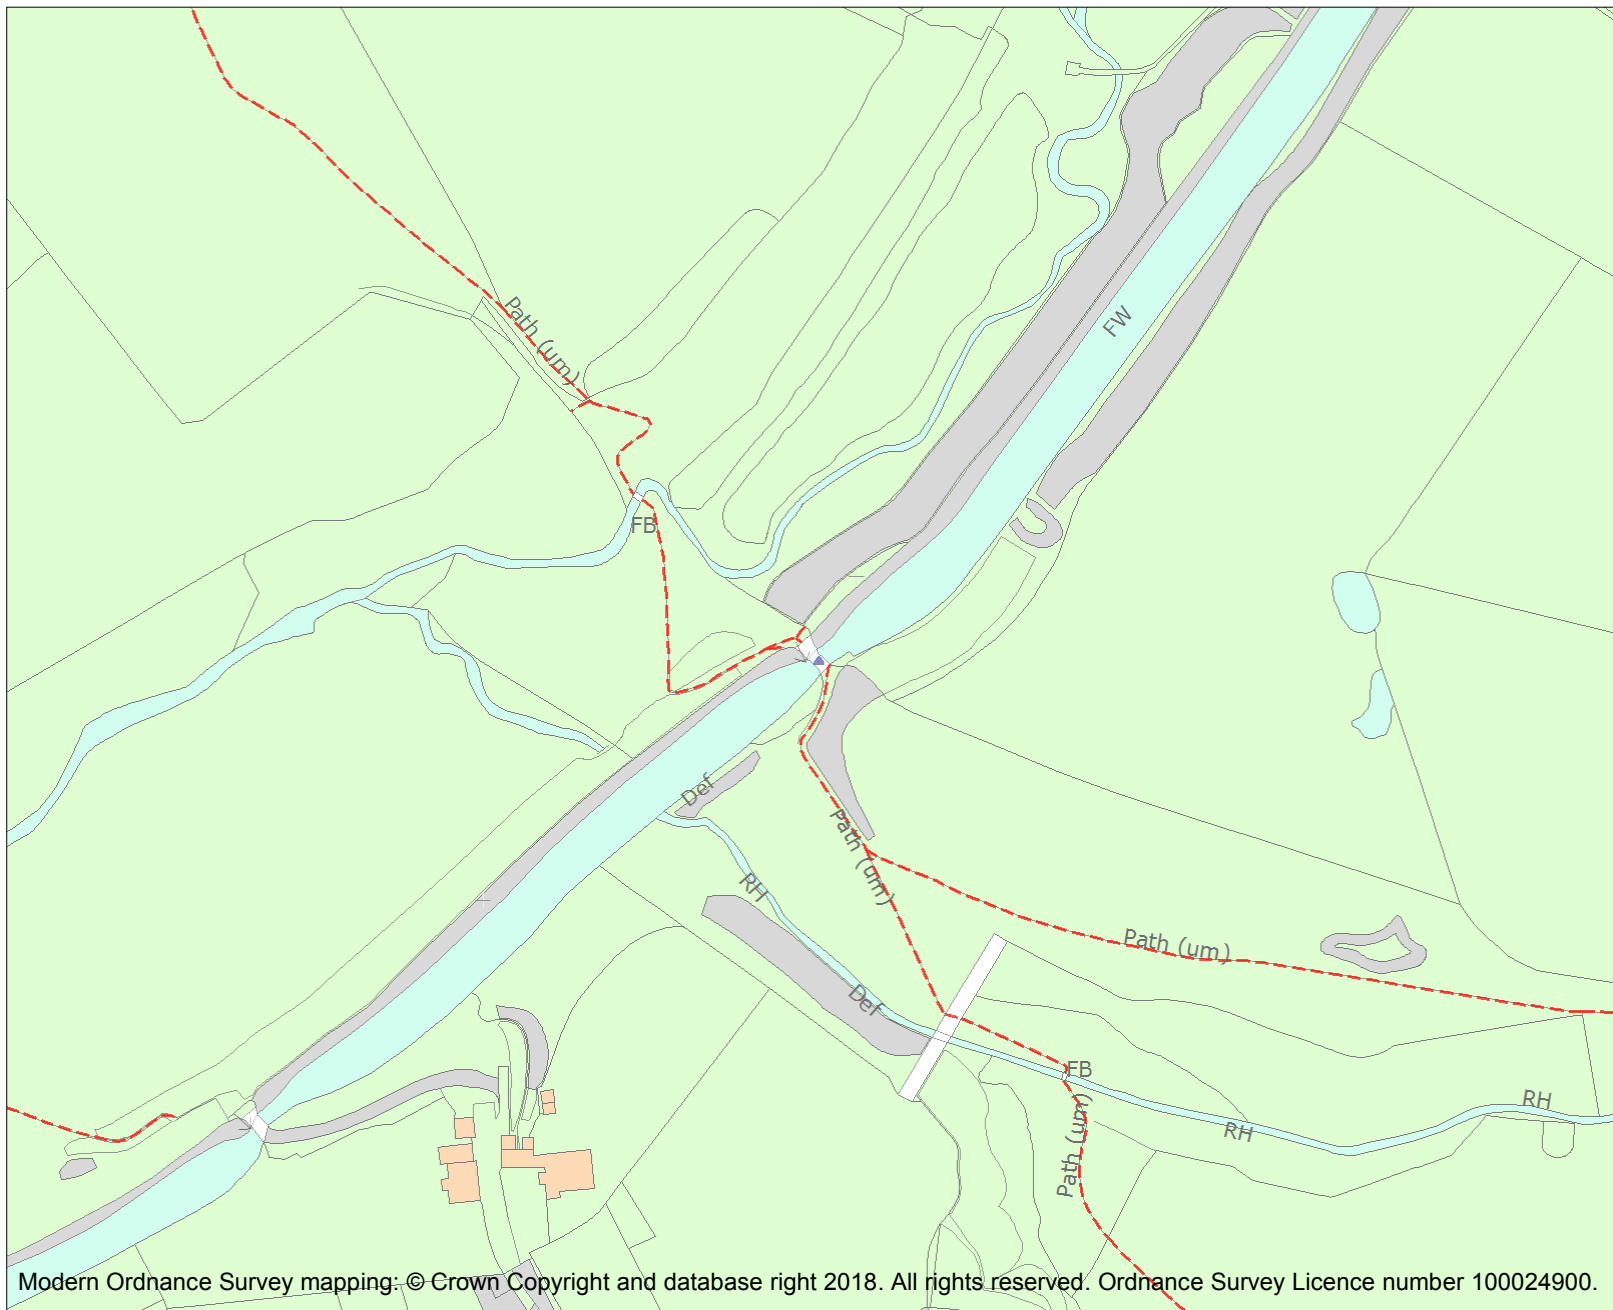 Path (um)
FW
FB
Def
Path (um)
RH
Path (um)
Def
FB
RH
RH
Path (um)
Modern Ordnance Survey mapping: © Crown Copyright and database right 2018. All rights reserved. Ordnance Survey Licence number 100024900.